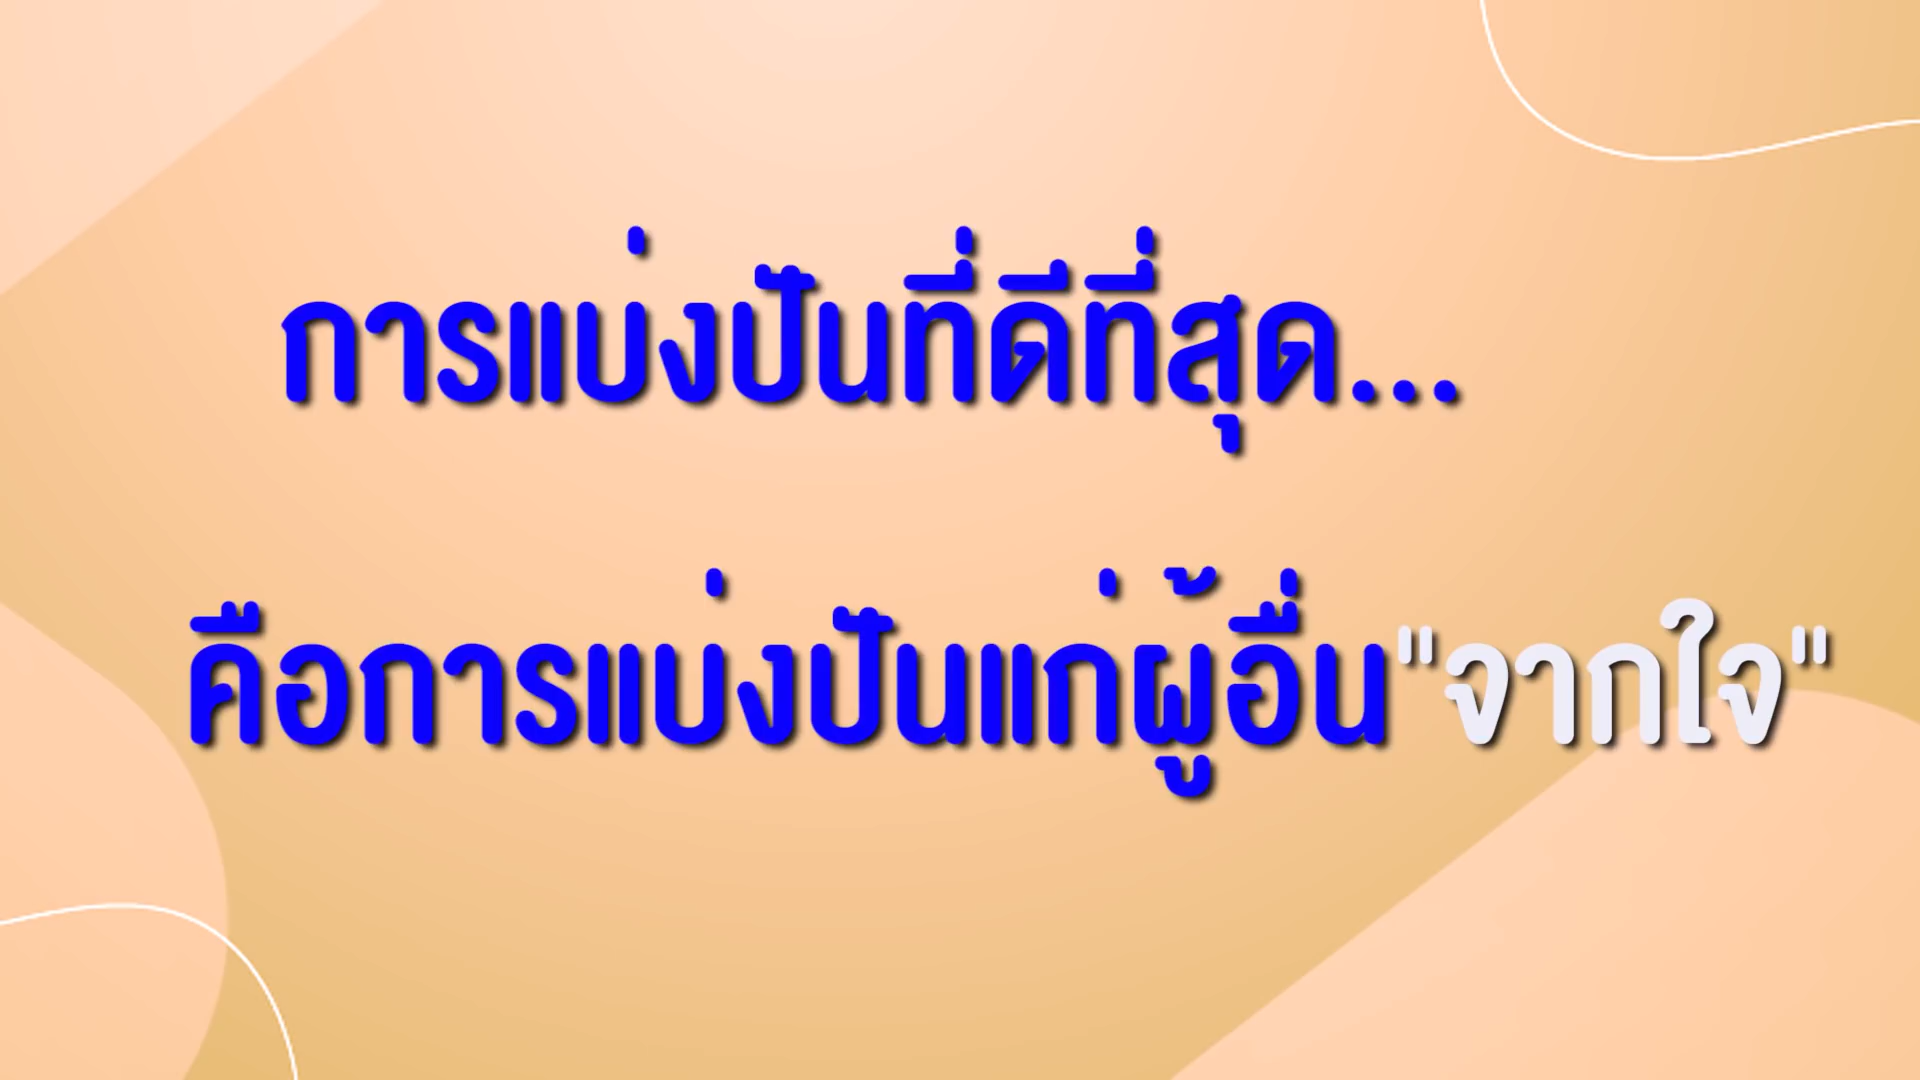 การแบ่งปันที่ดีที่สุด...
คือการแบ่งปันแก่ผู้อื่น"จากใจ"